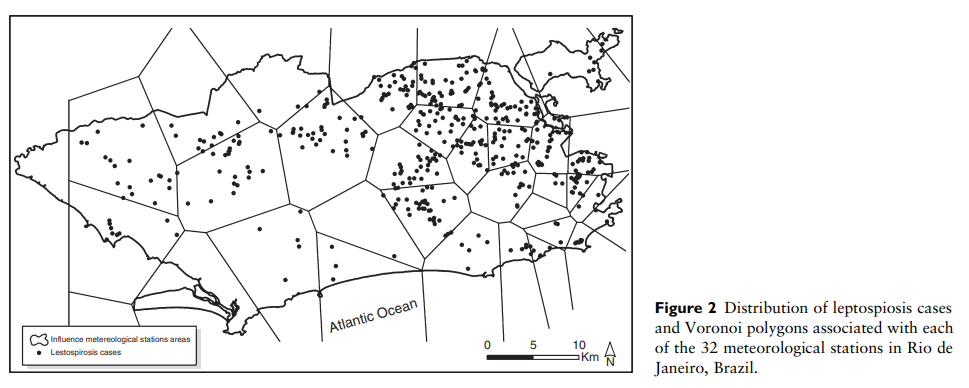 Atlantic Ocean
Influence metereological stations areas
Lestospirosis cases
0 5 10
Km
N
Figure 2 Distribution of leptospiosis cases
and Voronoi polygons associated with each
of the 32 meteorological stations in Rio de
Janeiro, Brazil.